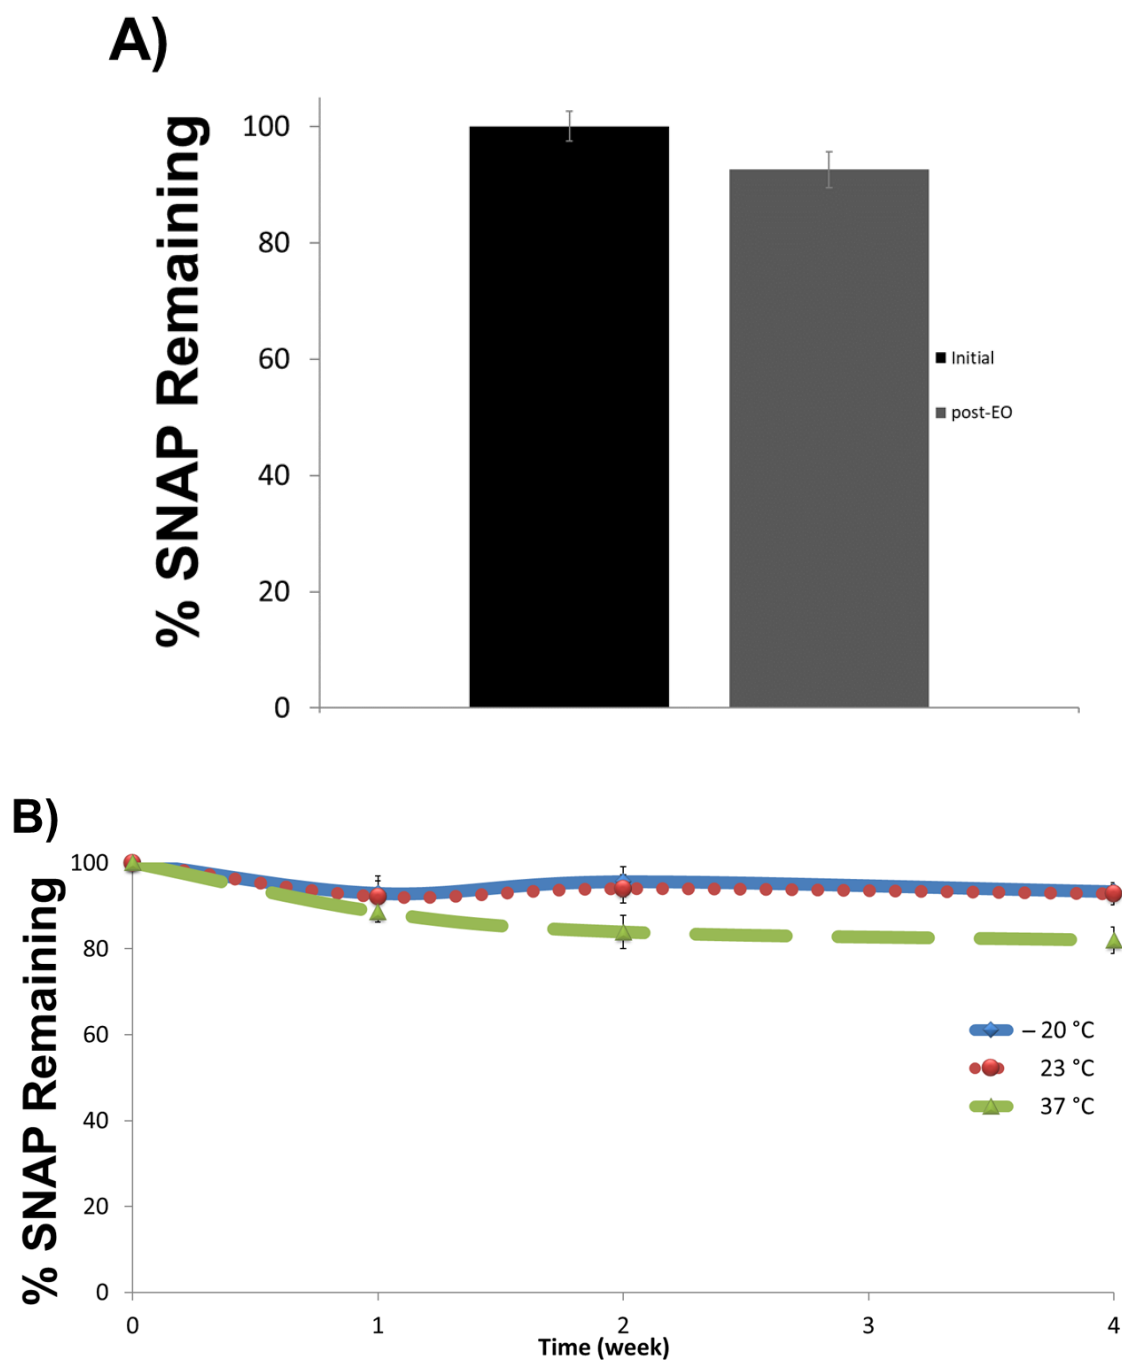 A)
% SNAP Remaining
100
80
60
40
20
0
Initial
post-EO
B)
% SNAP Remaining
100
80
60
40
20
0
– 20 °C
23 °C
37 °C
0 1 2 3 4
Time (week)